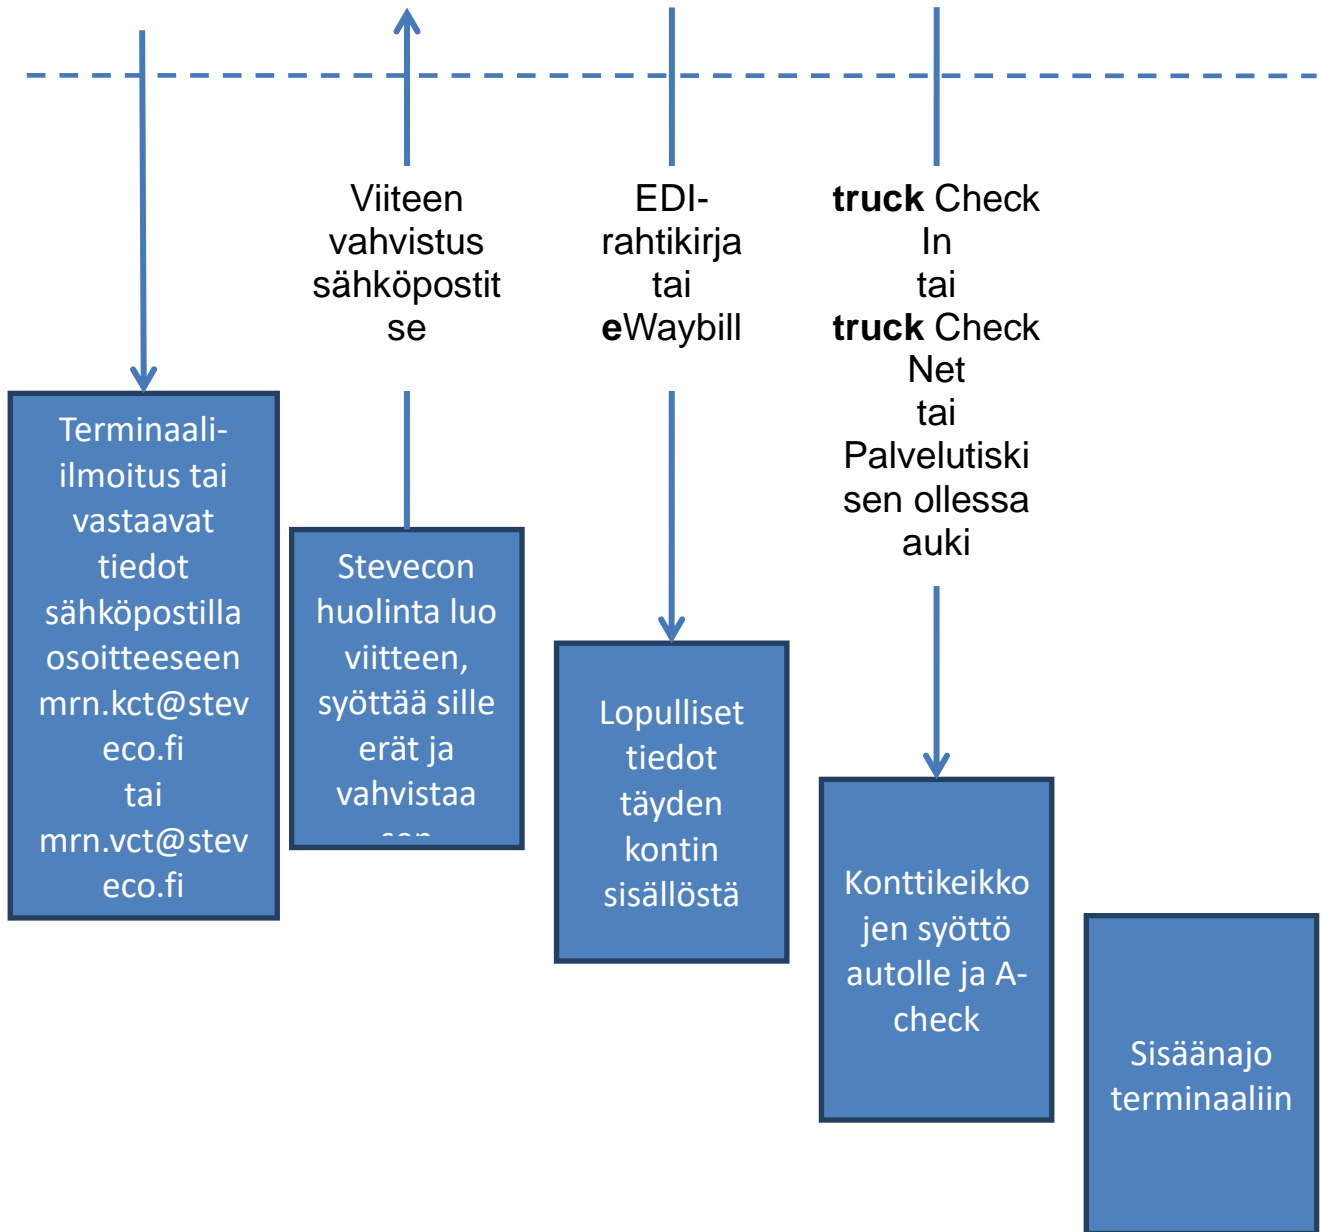 Viiteen
vahvistus
sähköpostit
se
EDI-
rahtikirja
tai
eWaybill
truck Check
In
tai
truck Check
Net
tai
Palvelutiski
sen ollessa
auki
Terminaali-
ilmoitus tai
vastaavat
tiedot
sähköpostilla
osoitteeseen
mrn.kct@stev
eco.fi
tai
mrn.vct@stev
eco.fi
Stevecon
huolinta luo
viitteen,
syöttää sille
erät ja
vahvistaa
Lopulliset
tiedot
täyden
kontin
sisällöstä
Konttikeikko
jen syöttö
autolle ja A-
check
Sisäänajo
terminaaliin